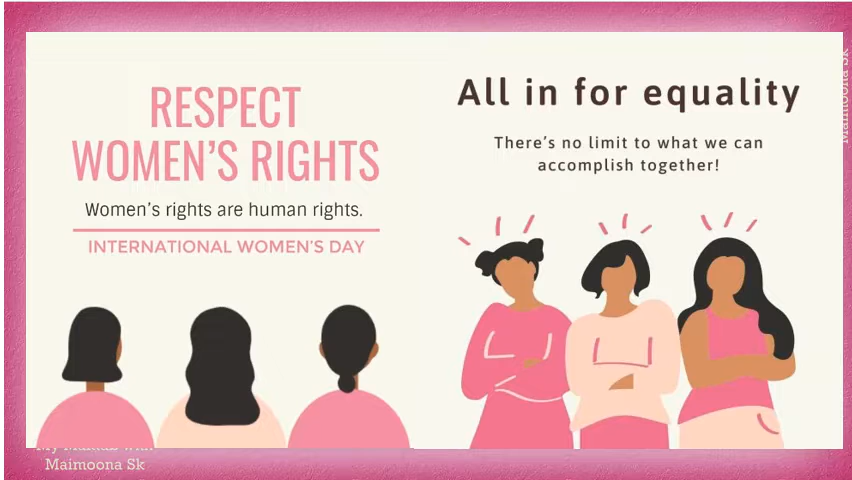 RESPECT
WOMEN'S RIGHTS
Women's rights are human rights.
INTERNATIONAL WOMEN'S DAY
All in for equality
There's no limit to what we can
accomplish together!
Maimoona Sk
Maimoona Sk